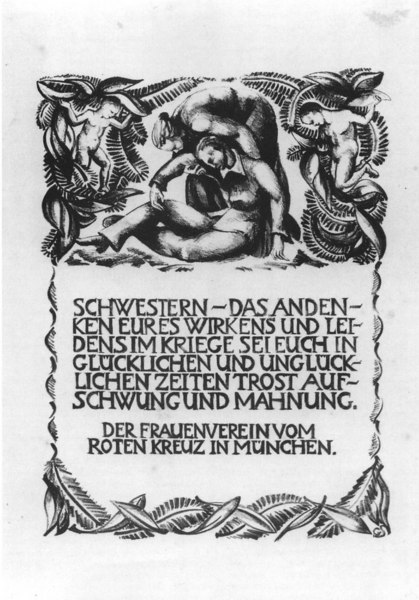 SCHWESTERN – DAS ANDEN–
KEN EURES WIRKENS UND LEI–
DENS IM KRIEGE SEI EUCH IN
GLÜCKLICHEN UND UNGLÜCK–
LICHEN ZEITEN TROST AUF–
SCHWUNG UND MAHNUNG.
DER FRAUENVEREIN VOM
ROTEN KREUZ IN MÜNCHEN.